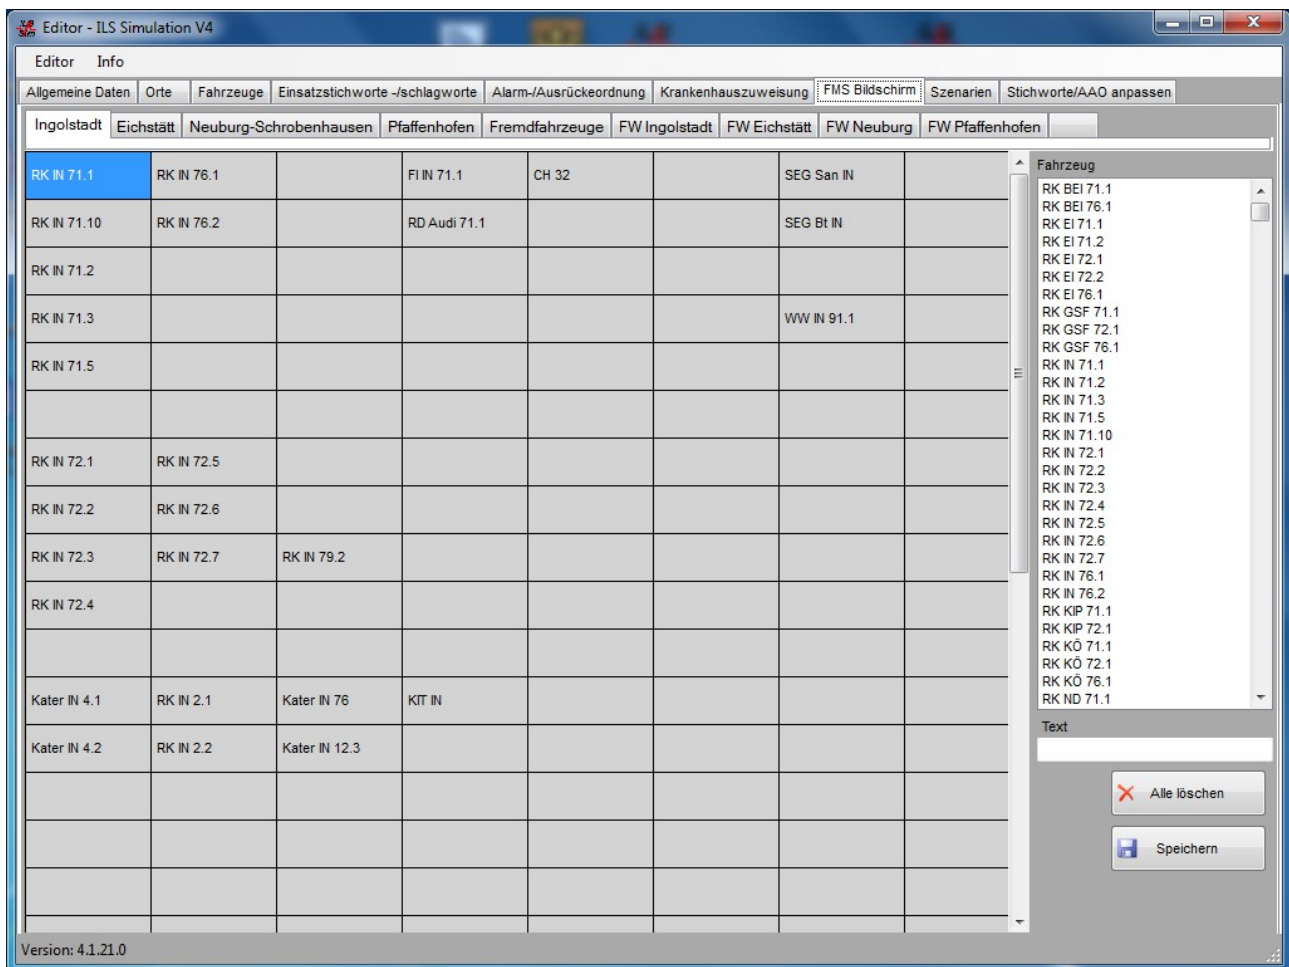 Editor - ILS Simulation V4
Editor Info
Allgemeine Daten Orte Fahrzeuge Einsatzstichworte -/schlagworte Alarm-/Ausrückeordnung Krankenhauszuweisung FMS Bildschirm Szenarien Stichworte/AAO anpassen
Ingolstadt Eichstätt Neuburg-Schrobenhausen Pfaffenhofen Fremdfahrzeuge FW Ingolstadt FW Eichstätt FW Neuburg FW Pfaffenhofen
RK IN 71.1 RK IN 76.1 FI IN 71.1 CH 32 SEG San IN
RK IN 71.10 RK IN 76.2 RD Audi 71.1 SEG Bt IN
RK IN 71.2
RK IN 71.3 WW IN 91.1
RK IN 71.5
RK IN 72.1 RK IN 72.5
RK IN 72.2 RK IN 72.6
RK IN 72.3 RK IN 72.7 RK IN 79.2
RK IN 72.4
Kater IN 4.1 RK IN 2.1 Kater IN 76 KIT IN
Kater IN 4.2 RK IN 2.2 Kater IN 12.3
Fahrzeug
RK BEI 71.1
RK BEI 76.1
RK EI 71.1
RK EI 71.2
RK EI 72.1
RK EI 72.2
RK EI 76.1
RK GSF 71.1
RK GSF 72.1
RK GSF 76.1
RK IN 71.1
RK IN 71.2
RK IN 71.3
RK IN 71.5
RK IN 71.10
RK IN 72.1
RK IN 72.2
RK IN 72.3
RK IN 72.4
RK IN 72.5
RK IN 72.6
RK IN 72.7
RK IN 76.1
RK IN 76.2
RK KIP 71.1
RK KIP 72.1
RK KÖ 71.1
RK KÖ 72.1
RK KÖ 76.1
RK ND 71.1
Text
Alle löschen
Speichern
Version: 4.1.21.0